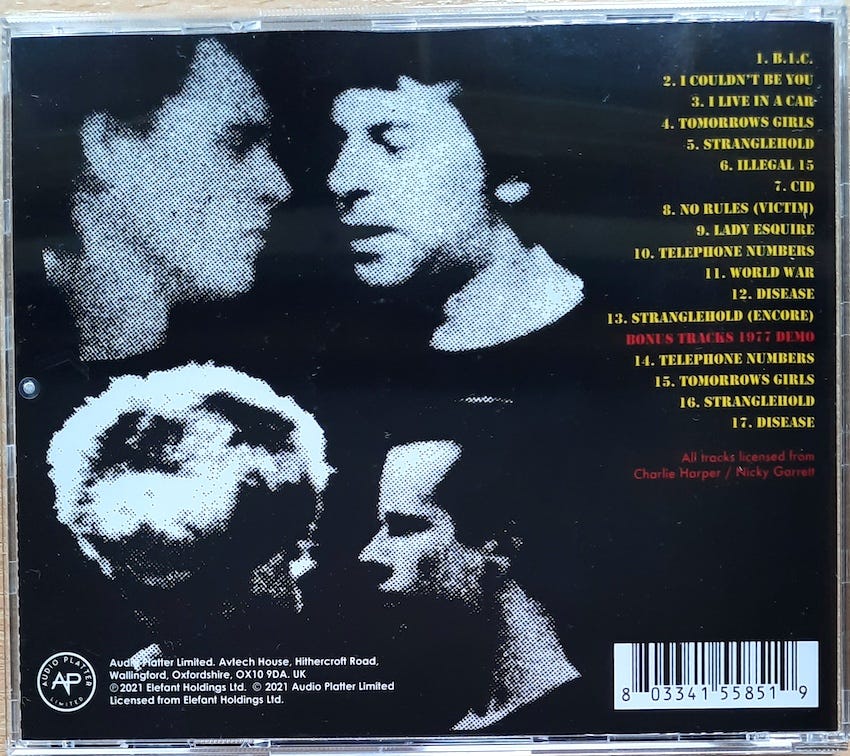 1. B.I.C.
2. I COULDN'T BE YOU
3. I LIVE IN A CAR
4. TOMORROWS GIRLS
5. STRANGLEHOLD
6. ILLEGAL 15
7. CID
8. NO RULES (VICTIM)
9. LADY ESQUIRE
10. TELEPHONE NUMBERS
11. WORLD WAR
12. DISEASE
13. STRANGLEHOLD (ENCORE)
BONUS TRACKS 1977 DEMO
14. TELEPHONE NUMBERS
15. TOMORROWS GIRLS
16. STRANGLEHOLD
17. DISEASE
All tracks licensed from
Charlie Harper / Nicky Garrett
AUDIO PLATTER
AP
LIMITED
Audio Platter Limited. Avtech House, Hithercroft Road,
Wallingford, Oxfordshire, OX10 9DA. UK
℗2021 Elefant Holdings Ltd. © 2021 Audio Platter Limited
Licensed from Elefant Holdings Ltd.
8 03341 55851 9